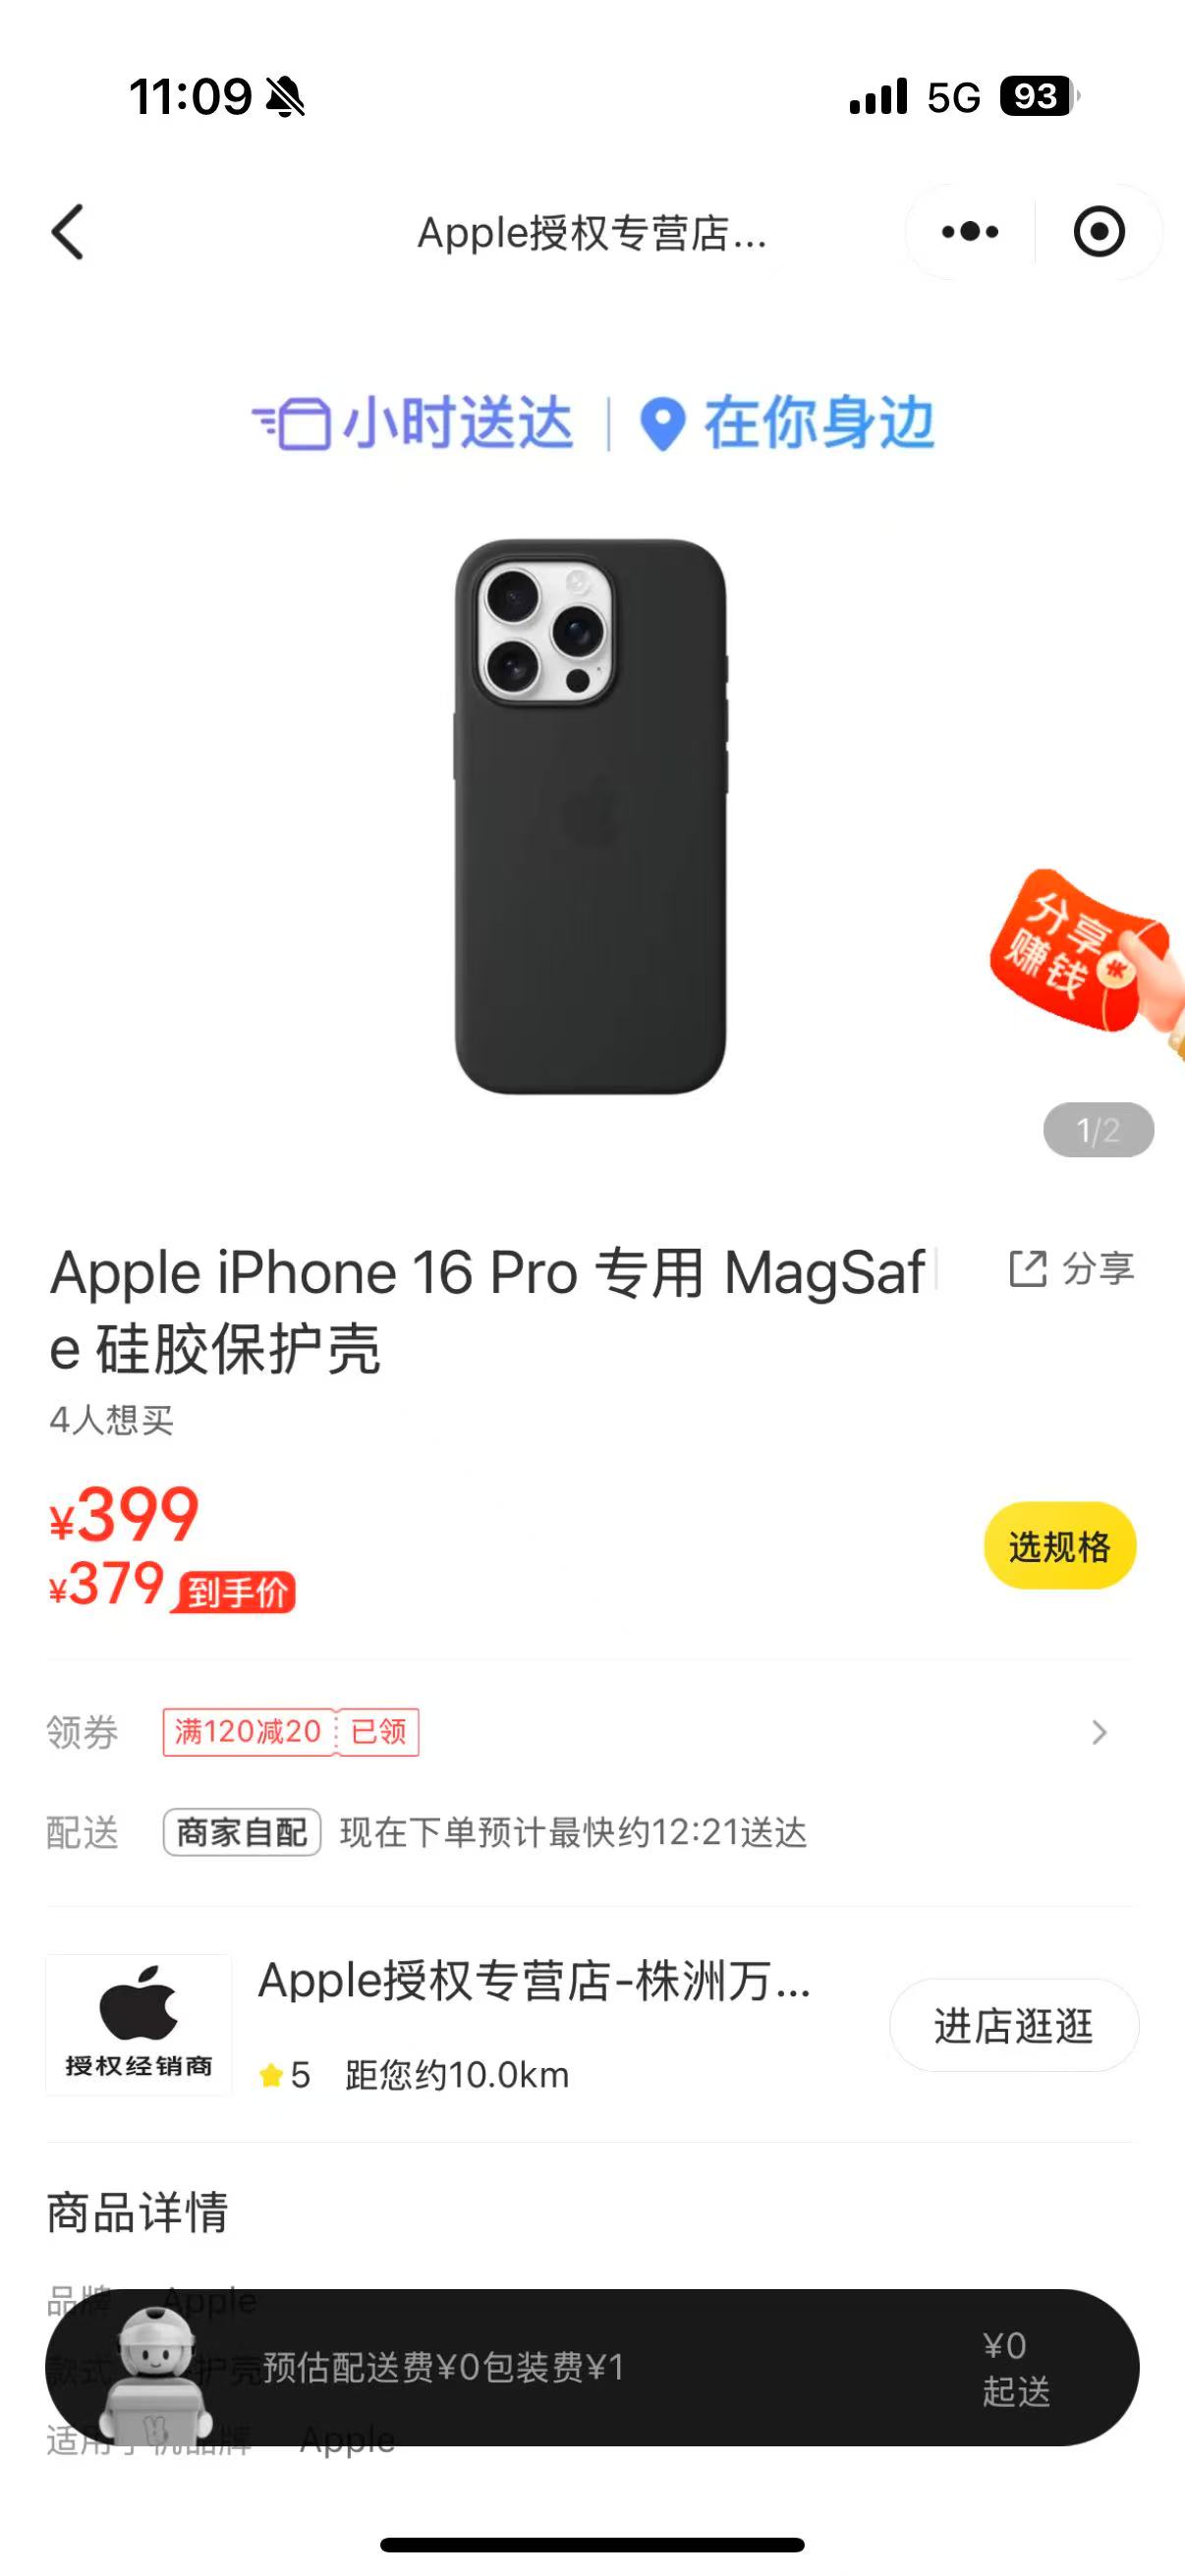 11:09
5G 93
Apple授权专营店...
小时送达 | 在你身边
分享
赚钱
1/2
Apple iPhone 16 Pro 专用 MagSaf
e 硅胶保护壳
分享
4人想买
¥399
¥379 到手价
选规格
领券 满120减20 已领
配送 商家自配 现在下单预计最快约12:21送达
Apple授权专营店-株洲万...
授权经销商
5 距您约10.0km
进店逛逛
商品详情
品牌 Apple
款式 护壳
预估配送费¥0包装费¥1
¥0
起送
适用手机品牌 Apple